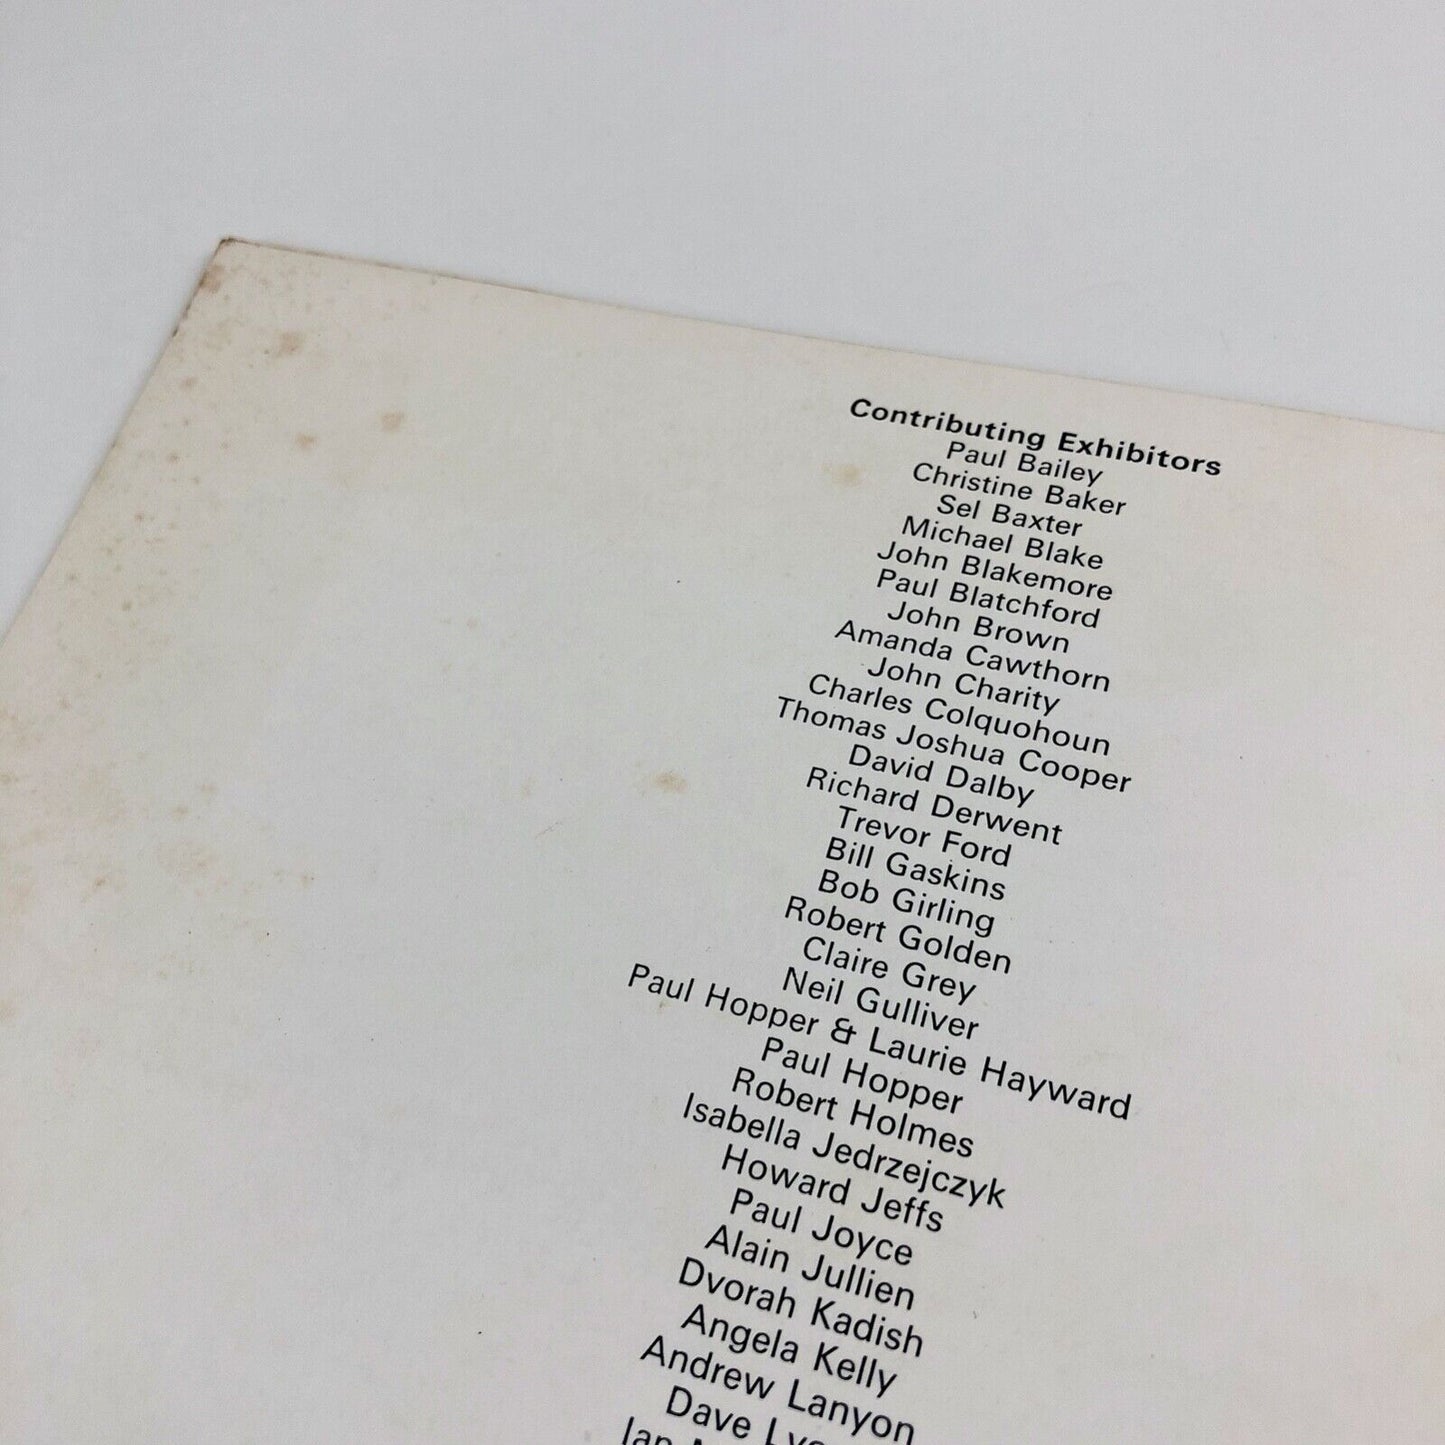 Contributing Exhibitors
Paul Bailey
Christine Baker
Sel Baxter
Michael Blake
John Blakemore
Paul Blatchford
John Brown
Amanda Cawthorn
John Charity
Charles Colquohoun
Thomas Joshua Cooper
David Dalby
Richard Derwent
Trevor Ford
Bill Gaskins
Bob Girling
Robert Golden
Claire Grey
Neil Gulliver
Paul Hopper & Laurie Hayward
Paul Hopper
Robert Holmes
Isabella Jedrzejczyk
Howard Jeffs
Paul Joyce
Alain Jullien
Dvorah Kadish
Angela Kelly
Andrew Lanyon
Dave
Ian